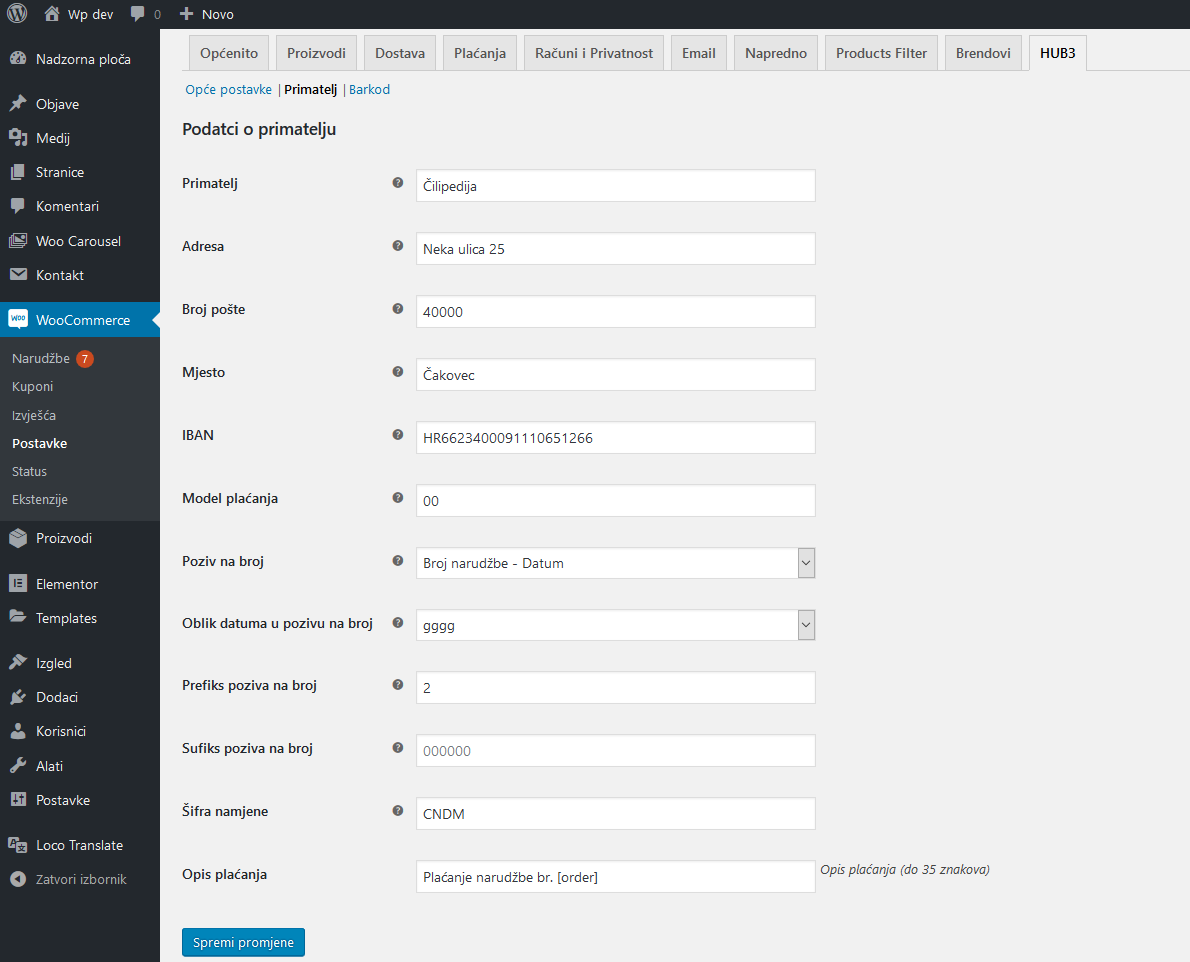 Wp dev 0 Novo
Nadzorna ploča
Objave
Medij
Stranice
Komentari
Woo Carousel
Kontakt
WooCommerce
Narudžbe 7
Kuponi
Izvješća
Postavke
Status
Ekstenzije
Proizvodi
Elementor
Templates
Izgled
Dodaci
Korisnici
Alati
Postavke
Loco Translate
Zatvori izbornik
Općenito Proizvodi Dostava Plaćanja Računi i Privatnost Email Napredno Products Filter Brendovi HUB3
Opće postavke | Primatelj | Barkod
Podatci o primatelju
Primatelj Čilipedija
Adresa Neka ulica 25
Broj pošte 40000
Mjesto Čakovec
IBAN HR6623400091110651266
Model plaćanja 00
Poziv na broj Broj narudžbe - Datum
Oblik datuma u pozivu na broj gggg
Prefiks poziva na broj 2
Sufiks poziva na broj 000000
Šifra namjene CNDM
Opis plaćanja Plaćanje narudžbe br. [order] Opis plaćanja (do 35 znakova)
Spremi promjene